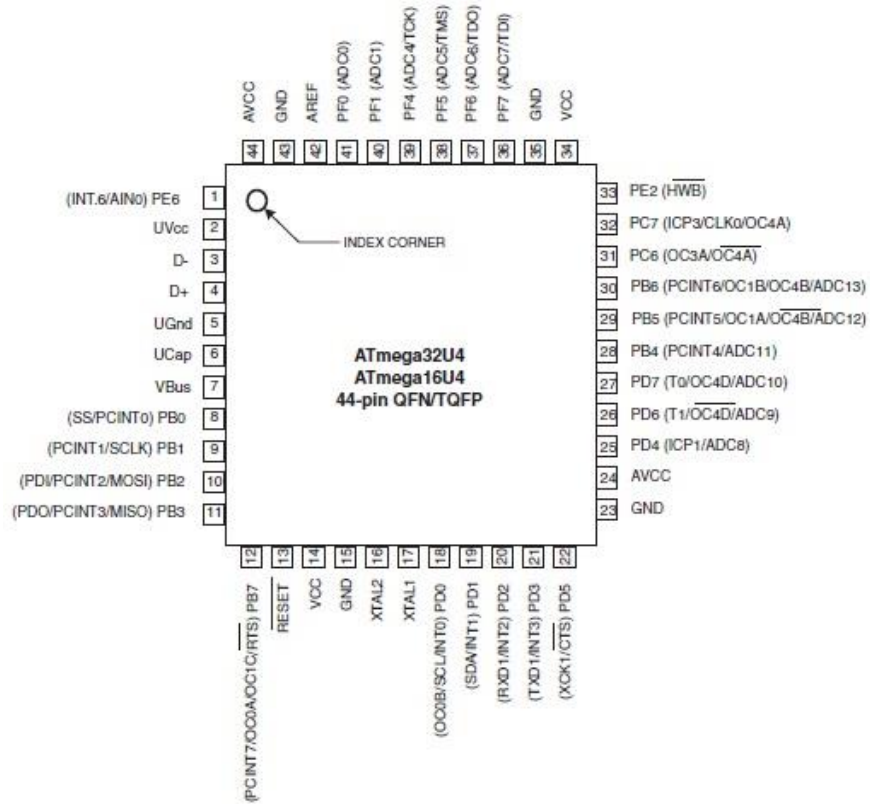 AVCC
GND
AREF
PF0 (ADC0)
PF1 (ADC1)
PF4 (ADC4/TCK)
PF5 (ADC5/TMS)
PF6 (ADC6/TDO)
PF7 (ADC7/TDI)
GND
VCC
44
43
42
41
40
39
38
37
36
35
34
(INT.6/AIN0) PE6 1
UVcc 2
D- 3
D+ 4
UGnd 5
UCap 6
VBus 7
(SS/PCINT0) PB0 8
(PCINT1/SCLK) PB1 9
(PDI/PCINT2/MOSI) PB2 10
(PDO/PCINT3/MISO) PB3 11
INDEX CORNER
ATmega32U4
ATmega16U4
44-pin QFN/TQFP
33 PE2 (HWB)
32 PC7 (ICP3/CLK0/OC4A)
31 PC6 (OC3A/OC4A)
30 PB6 (PCINT6/OC1B/OC4B/ADC13)
29 PB5 (PCINT5/OC1A/OC4B/ADC12)
28 PB4 (PCINT4/ADC11)
27 PD7 (T0/OC4D/ADC10)
26 PD6 (T1/OC4D/ADC9)
25 PD4 (ICP1/ADC8)
24 AVCC
23 GND
12
13
14
15
16
17
18
19
20
21
22
(PCINT7/OC0A/OC1C/RTS) PB7
RESET
VCC
GND
XTAL2
XTAL1
(OC0B/SCL/INT0) PD0
(SDA/INT1) PD1
(RXD1/INT2) PD2
(TXD1/INT3) PD3
(XCK1/CTS) PD5